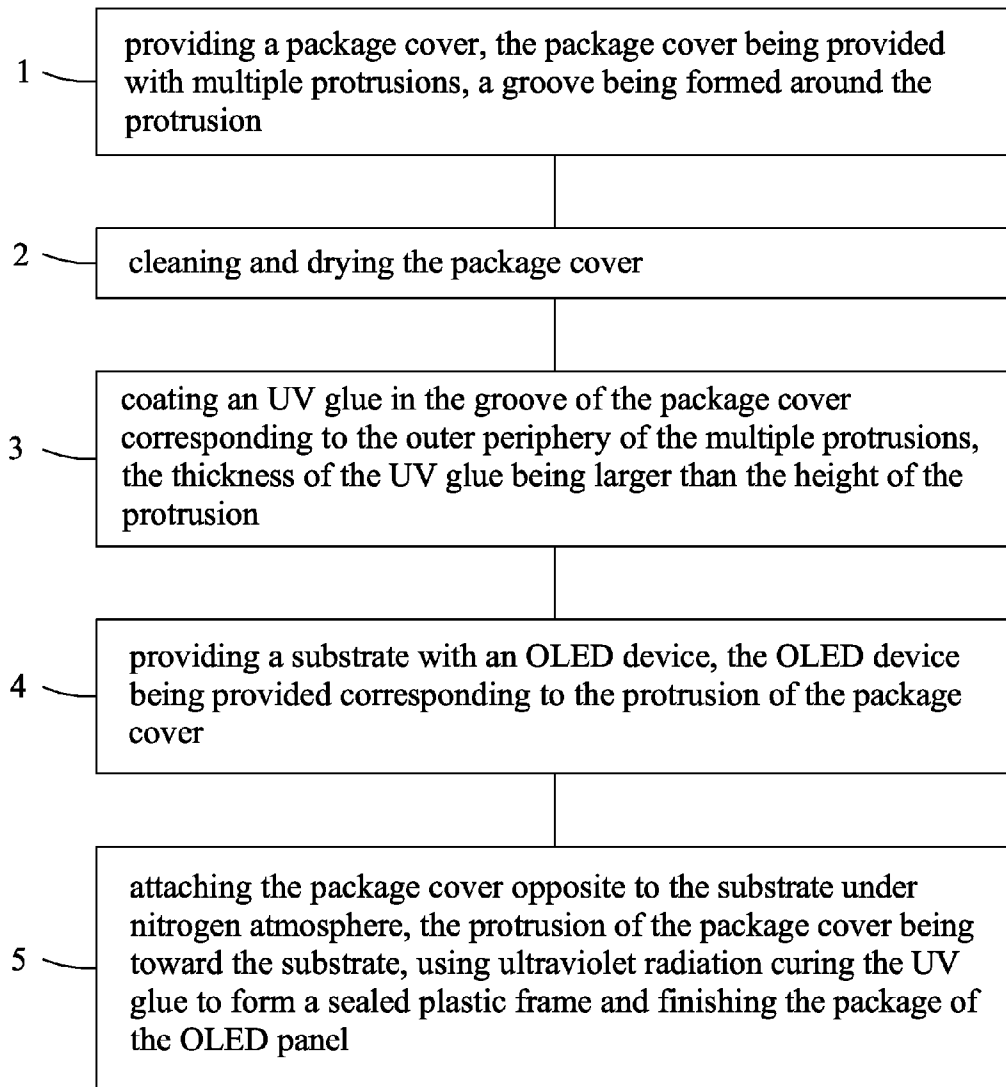 1
providing a package cover, the package cover being provided
with multiple protrusions, a groove being formed around the
protrusion
2
cleaning and drying the package cover
3
coating an UV glue in the groove of the package cover
corresponding to the outer periphery of the multiple protrusions,
the thickness of the UV glue being larger than the height of the
protrusion
4
providing a substrate with an OLED device, the OLED device
being provided corresponding to the protrusion of the package
cover
5
attaching the package cover opposite to the substrate under
nitrogen atmosphere, the protrusion of the package cover being
toward the substrate, using ultraviolet radiation curing the UV
glue to form a sealed plastic frame and finishing the package of
the OLED panel